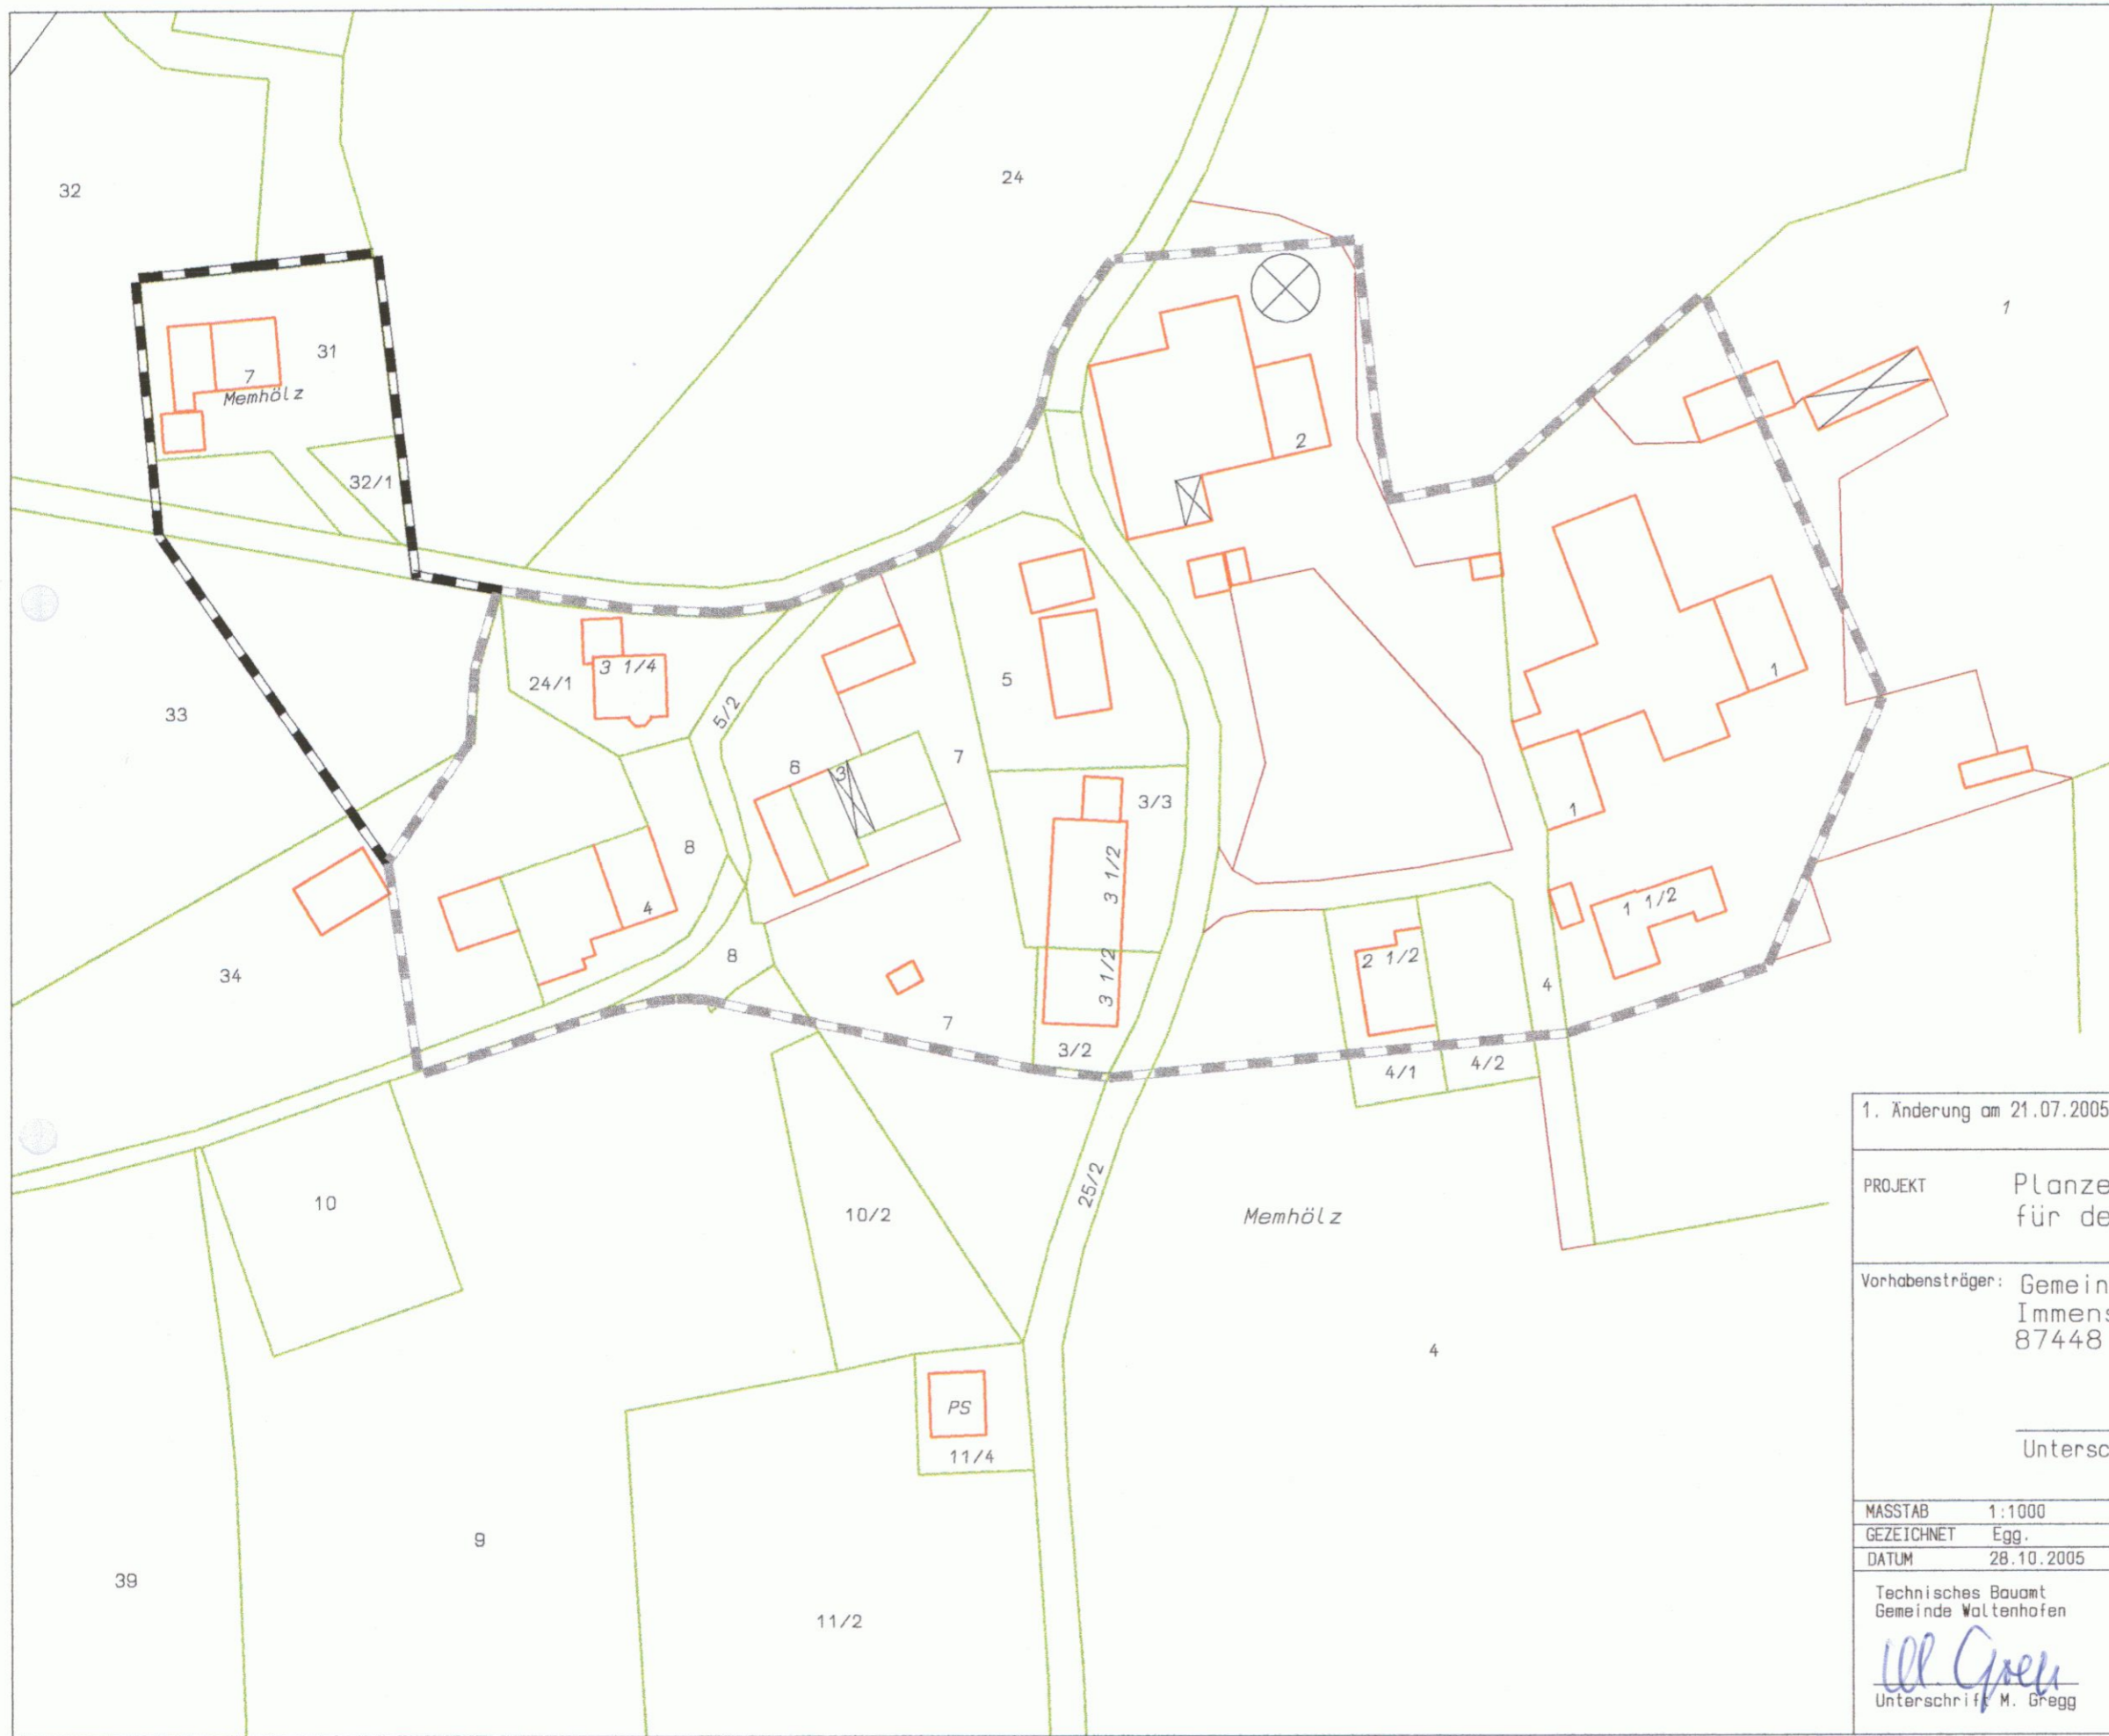 32
24
1
31
7
Memhölz
2
32/1
3 1/4
24/1
33
5/2
5
1
6
3
7
3/3
1
8
3 1/2
4
1 1/2
8
2 1/2
34
3 1/2
4
7
3/2
4/1
4/2
10
10/2
25/2
Memhölz
4
PS
11/4
9
39
11/2
1. Änderung am 21.07.2005
PROJEKT Planze
für de
Vorhabensträger: Gemein
Immens
87448
Untersc
MASSTAB 1:1000
GEZEICHNET Egg.
DATUM 28.10.2005
Technisches Bauamt
Gemeinde Waltenhofen
Unterschrift M. Gregg